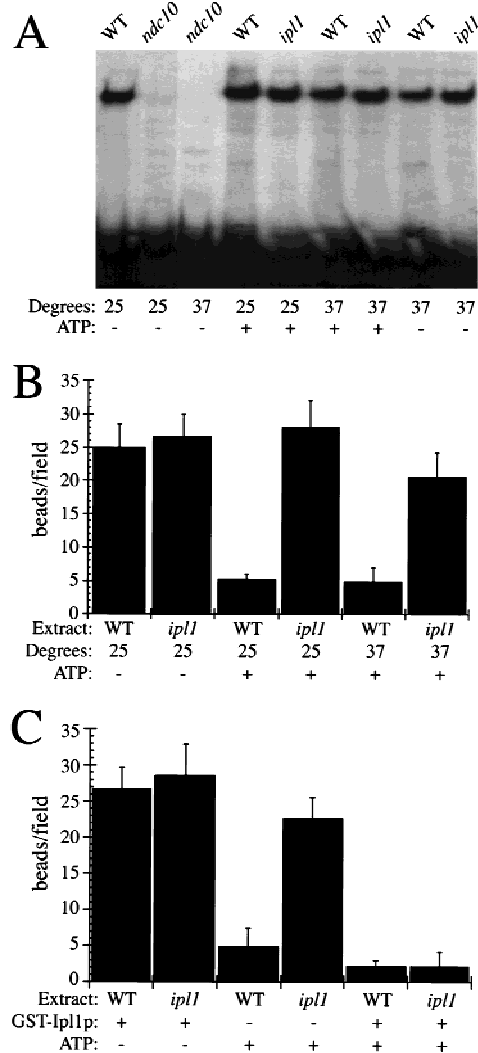 A
WT ndc10 ndc10 WT ipl1 WT ipl1 WT ipl1
Degrees: 25 25 37 25 25 37 37 37 37
ATP: - - - + + + + - -
B
35
30
25
20
15
10
5
0
beads/field
Extract: WT ipl1 WT ipl1 WT ipl1
Degrees: 25 25 25 25 37 37
ATP: - - + + + +
C
35
30
25
20
15
10
5
0
beads/field
Extract: WT ipl1 WT ipl1 WT ipl1
GST-Ipl1p: + + - - + +
ATP: - - + + + +